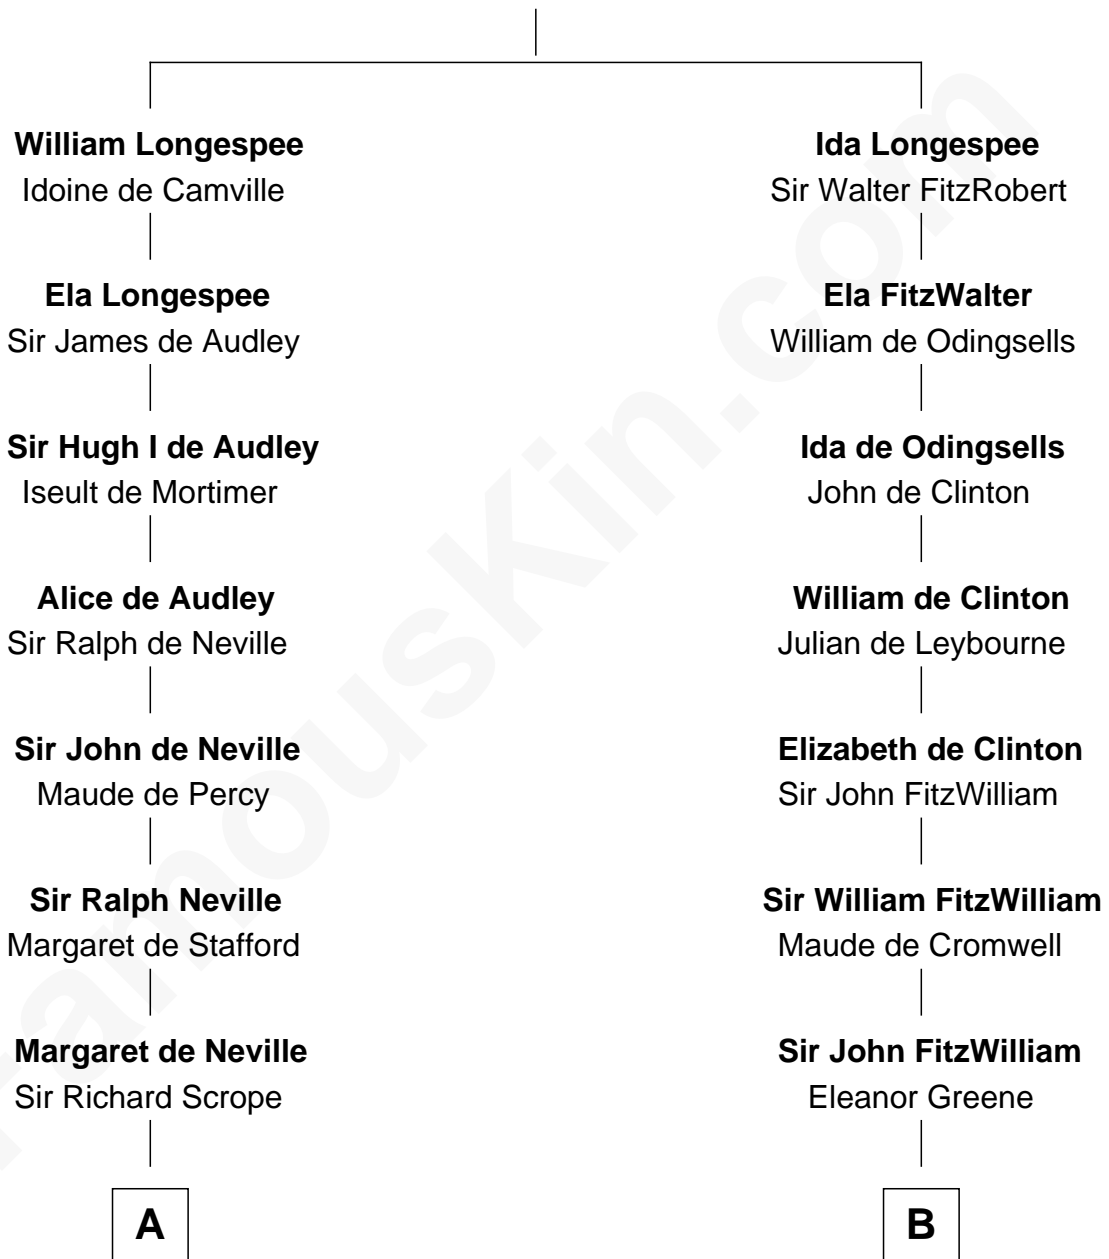 William Longespee
Idoine de Camville
Ela Longespee
Sir James de Audley
Sir Hugh I de Audley
Iseult de Mortimer
Alice de Audley
Sir Ralph de Neville
Sir John de Neville
Maude de Percy
Sir Ralph Neville
Margaret de Stafford
Margaret de Neville
Sir Richard Scrope
A
Ida Longespee
Sir Walter FitzRobert
Ela FitzWalter
William de Odingsells
Ida de Odingsells
John de Clinton
William de Clinton
Julian de Leybourne
Elizabeth de Clinton
Sir John FitzWilliam
Sir William FitzWilliam
Maude de Cromwell
Sir John FitzWilliam
Eleanor Greene
B
FamousKin.com